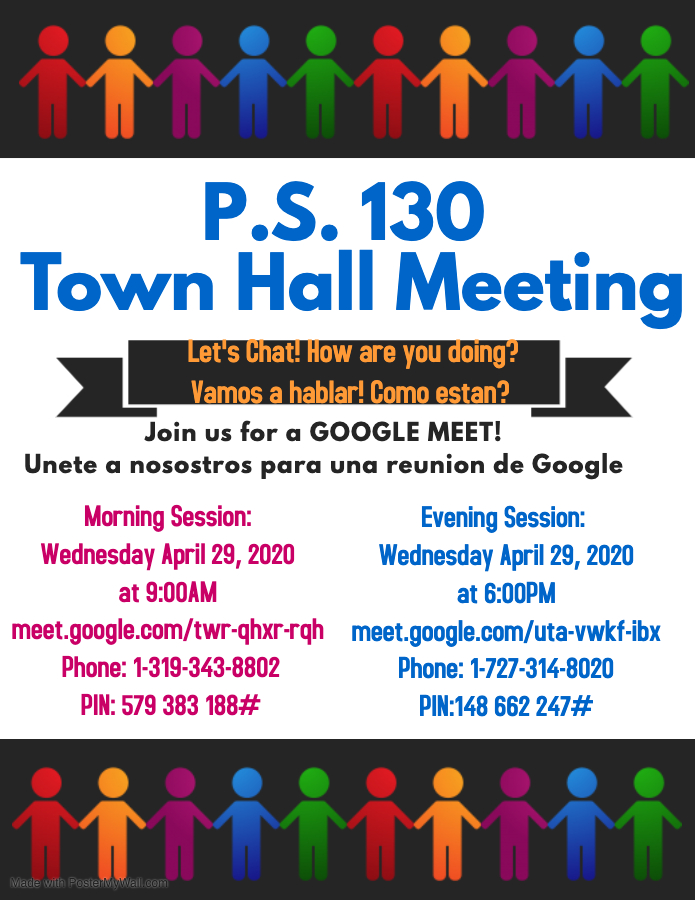 P.S. 130
Town Hall Meeting
Let's Chat! How are you doing?
Vamos a hablar! Como estan?
Join us for a GOOGLE MEET!
Unete a nosostros para una reunion de Google
Morning Session:
Wednesday April 29, 2020
at 9:00AM
meet.google.com/twr-qhxr-rqh
Phone: 1-319-343-8802
PIN: 579 383 188#
Evening Session:
Wednesday April 29, 2020
at 6:00PM
meet.google.com/uta-vwkf-ibx
Phone: 1-727-314-8020
PIN:148 662 247#
Made with PosterMyWall.com